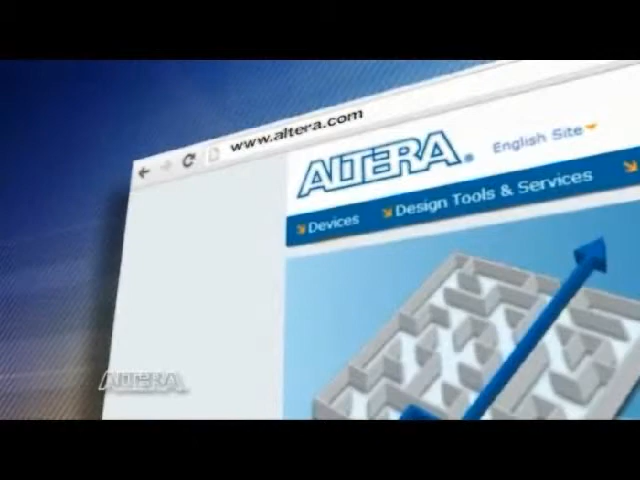 www.altera.com
ALTERA®
English Site
Devices
Design Tools & Services
ALTERA